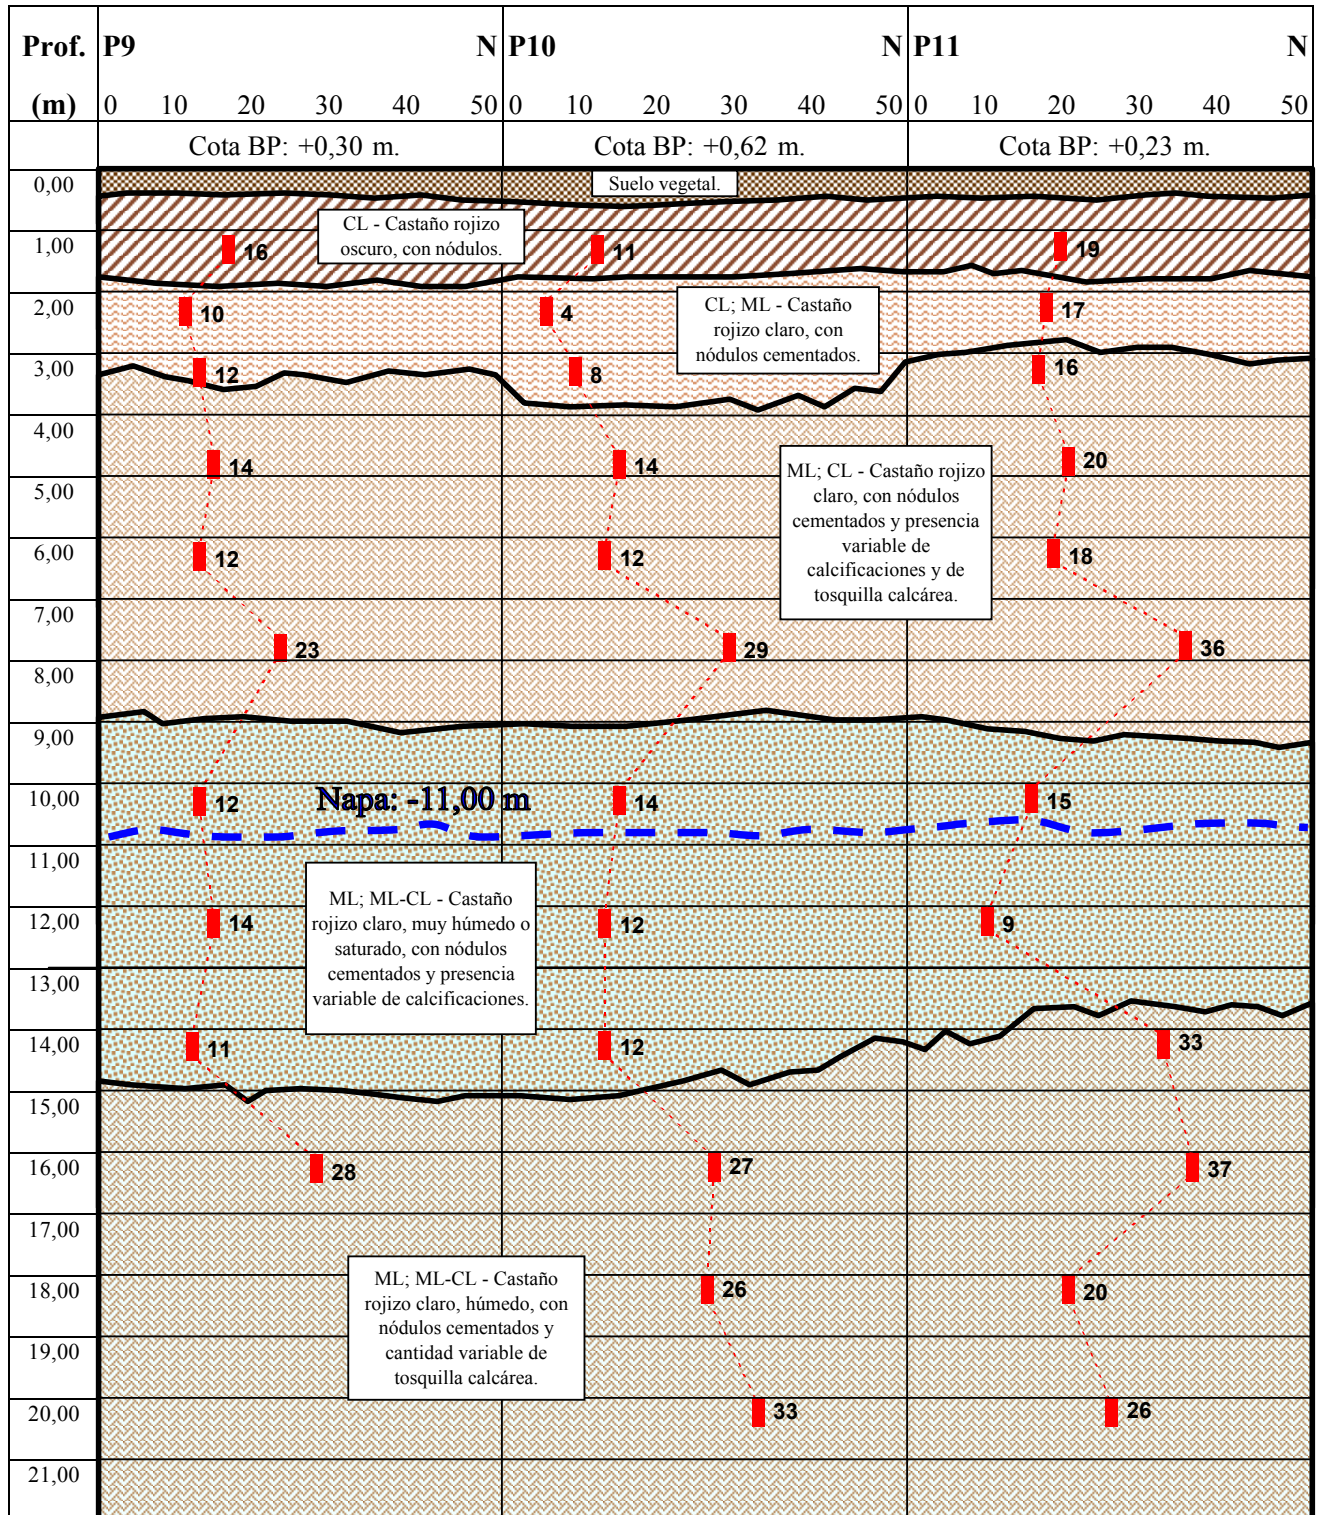 Prof. P9 N P10 N P11 N
(m) 0 10 20 30 40 50 0 10 20 30 40 50 0 10 20 30 40 50
Cota BP: +0,30 m. Cota BP: +0,62 m. Cota BP: +0,23 m.
0,00
Suelo vegetal.
CL - Castaño rojizo
oscuro, con nódulos.
1,00 16 11 19
2,00 10 4 17
CL; ML - Castaño
rojizo claro, con
nódulos cementados.
3,00 12 8 16
4,00 14 14 20
ML; CL - Castaño rojizo
claro, con nódulos
cementados y presencia
variable de
calcificaciones y de
tosquilla calcárea.
5,00
6,00 12 12 18
7,00 23 29 36
8,00
9,00
10,00 12 14 15
Napa: -11,00 m
11,00
ML; ML-CL - Castaño
rojizo claro, muy húmedo o
saturado, con nódulos
cementados y presencia
variable de calcificaciones.
12,00 14 12 9
13,00
14,00 11 12 33
15,00
16,00 28 27 37
17,00
ML; ML-CL - Castaño
rojizo claro, húmedo, con
nódulos cementados y
cantidad variable de
tosquilla calcárea.
18,00 26 20
19,00
20,00 33 26
21,00